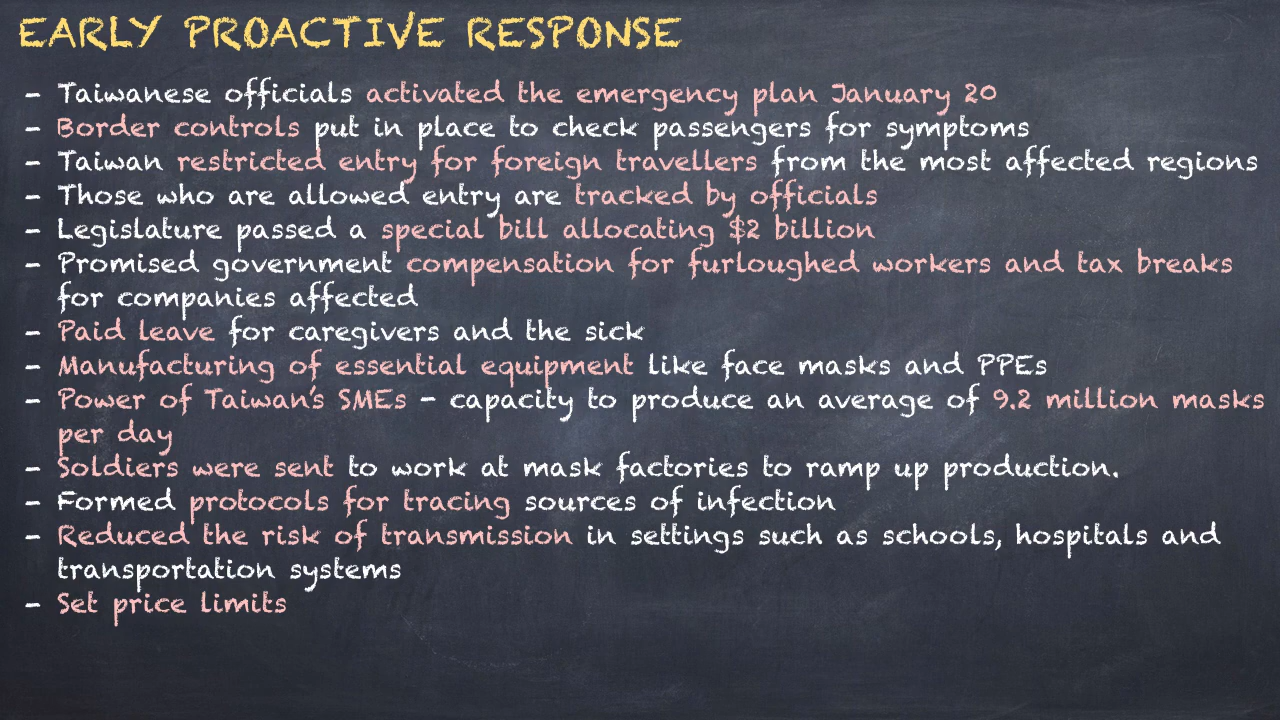 EARLY PROACTIVE RESPONSE
- Taiwanese officials activated the emergency plan January 20
- Border controls put in place to check passengers for symptoms
- Taiwan restricted entry for foreign travellers from the most affected regions
- Those who are allowed entry are tracked by officials
- Legislature passed a special bill allocating $2 billion
- Promised government compensation for furloughed workers and tax breaks
for companies affected
- Paid leave for caregivers and the sick
- Manufacturing of essential equipment like face masks and PPEs
- Power of Taiwan's SMEs - capacity to produce an average of 9.2 million masks
per day
- Soldiers were sent to work at mask factories to ramp up production.
- Formed protocols for tracing sources of infection
- Reduced the risk of transmission in settings such as schools, hospitals and
transportation systems
- Set price limits